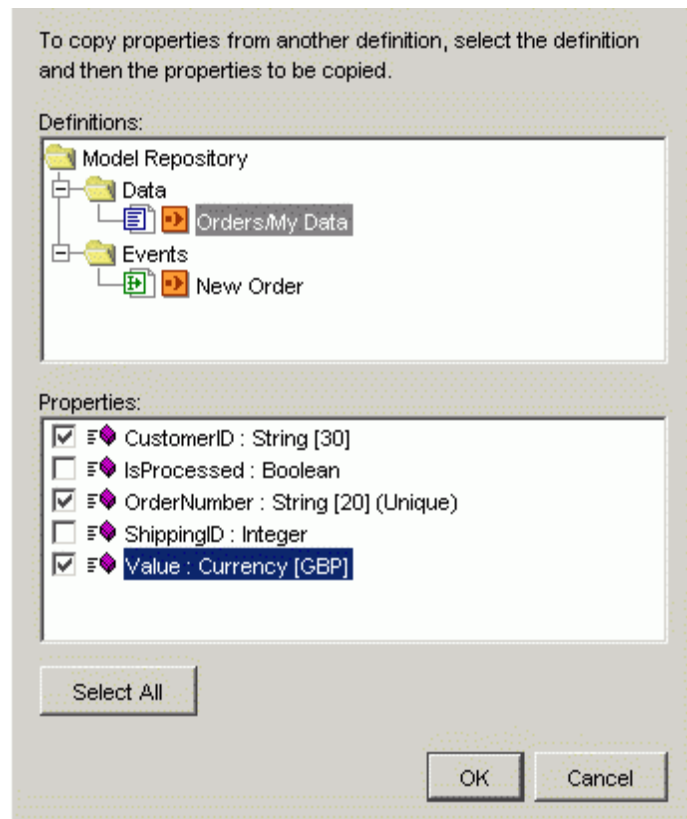 To copy properties from another definition, select the definition
and then the properties to be copied.
Definitions:
Model Repository
Data
Orders/My Data
Events
New Order
Properties:
CustomerID : String [30]
IsProcessed : Boolean
OrderNumber : String [20] (Unique)
ShippingID : Integer
Value : Currency [GBP]
Select All
OK Cancel